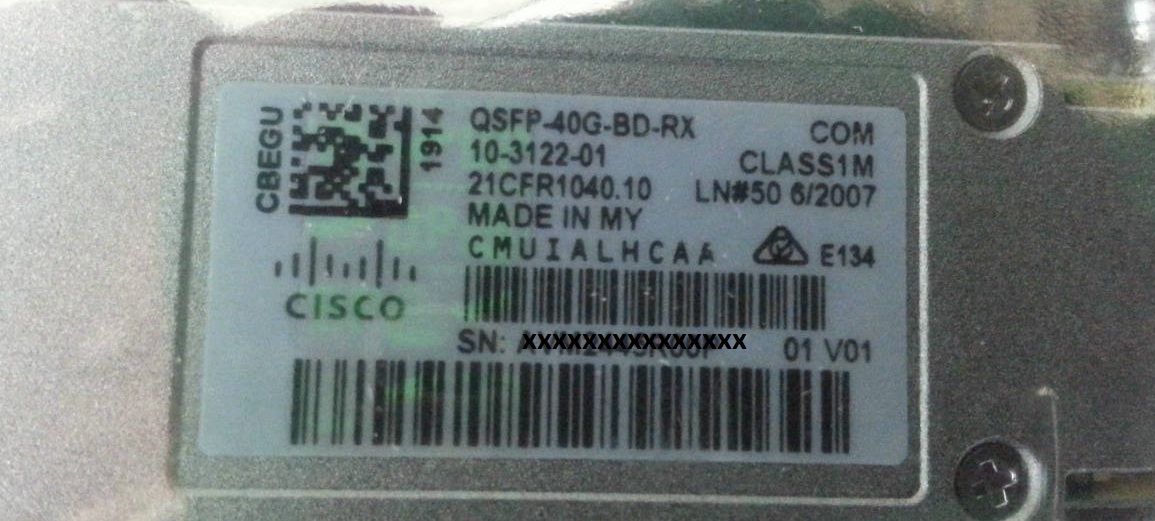 CBEGU
1914
QSFP-40G-BD-RX
COM
10-3122-01
CLASS1M
21CFR1040.10
LN#50 6/2007
MADE IN MY
CMUIALHCAA
E134
CISCO
SN: XXXXXXXXXXXXXXX 01 V01